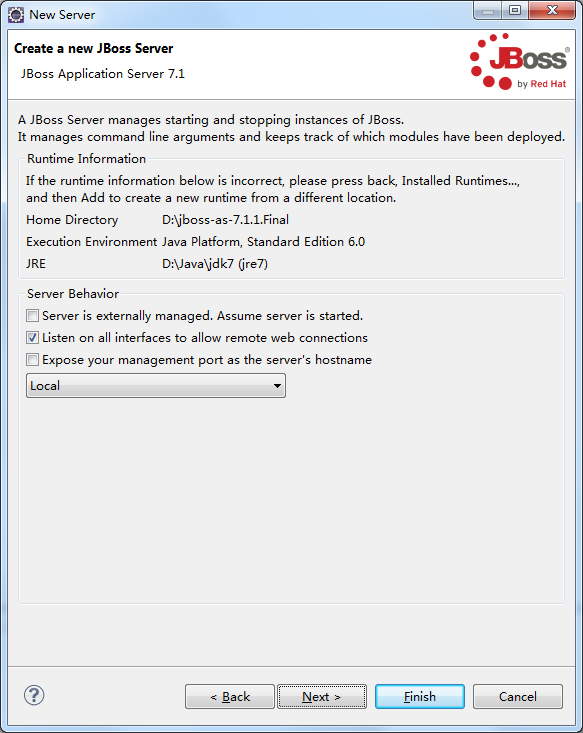 New Server
Create a new JBoss Server
JBoss Application Server 7.1
JBoss®
by Red Hat
A JBoss Server manages starting and stopping instances of JBoss.
It manages command line arguments and keeps track of which modules have been deployed.
Runtime Information
If the runtime information below is incorrect, please press back, Installed Runtimes...,
and then Add to create a new runtime from a different location.
Home Directory D:\jboss-as-7.1.1.Final
Execution Environment Java Platform, Standard Edition 6.0
JRE D:\Java\jdk7 (jre7)
Server Behavior
Server is externally managed. Assume server is started.
Listen on all interfaces to allow remote web connections
Expose your management port as the server's hostname
Local
?
< Back Next > Finish Cancel